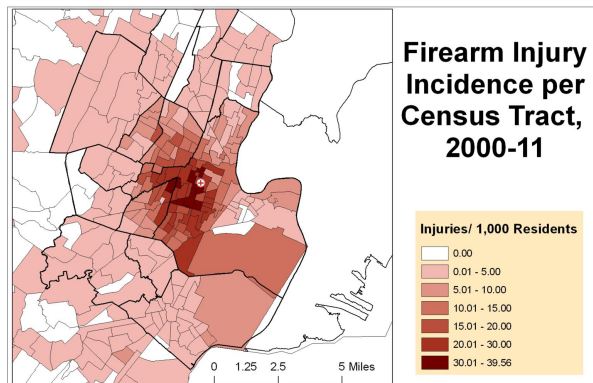 Firearm Injury
Incidence per
Census Tract,
2000-11
Injuries/ 1,000 Residents
0.00
0.01 - 5.00
5.01 - 10.00
10.01 - 15.00
15.01 - 20.00
20.01 - 30.00
30.01 - 39.56
0 1.25 2.5 5 Miles